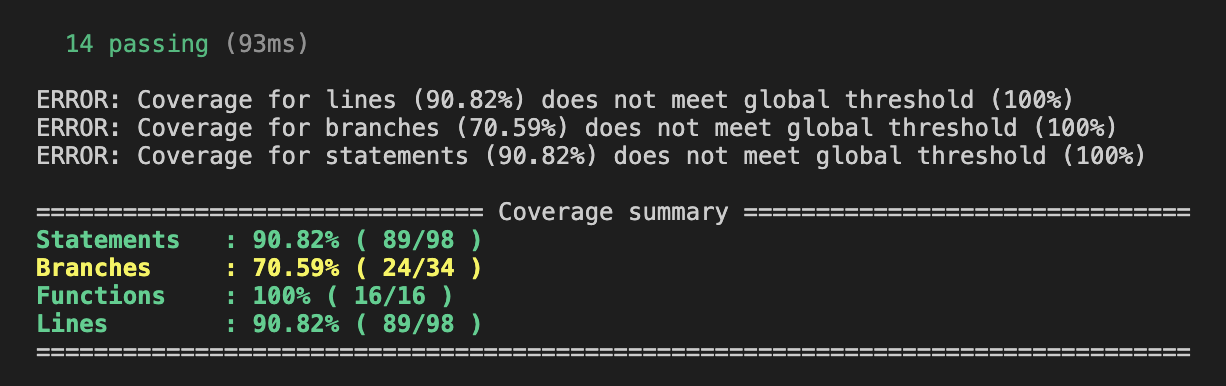 14 passing (93ms)
ERROR: Coverage for lines (90.82%) does not meet global threshold (100%)
ERROR: Coverage for branches (70.59%) does not meet global threshold (100%)
ERROR: Coverage for statements (90.82%) does not meet global threshold (100%)
=============================== Coverage summary ===============================
Statements   : 90.82% ( 89/98 )
Branches     : 70.59% ( 24/34 )
Functions    : 100% ( 16/16 )
Lines        : 90.82% ( 89/98 )
================================================================================